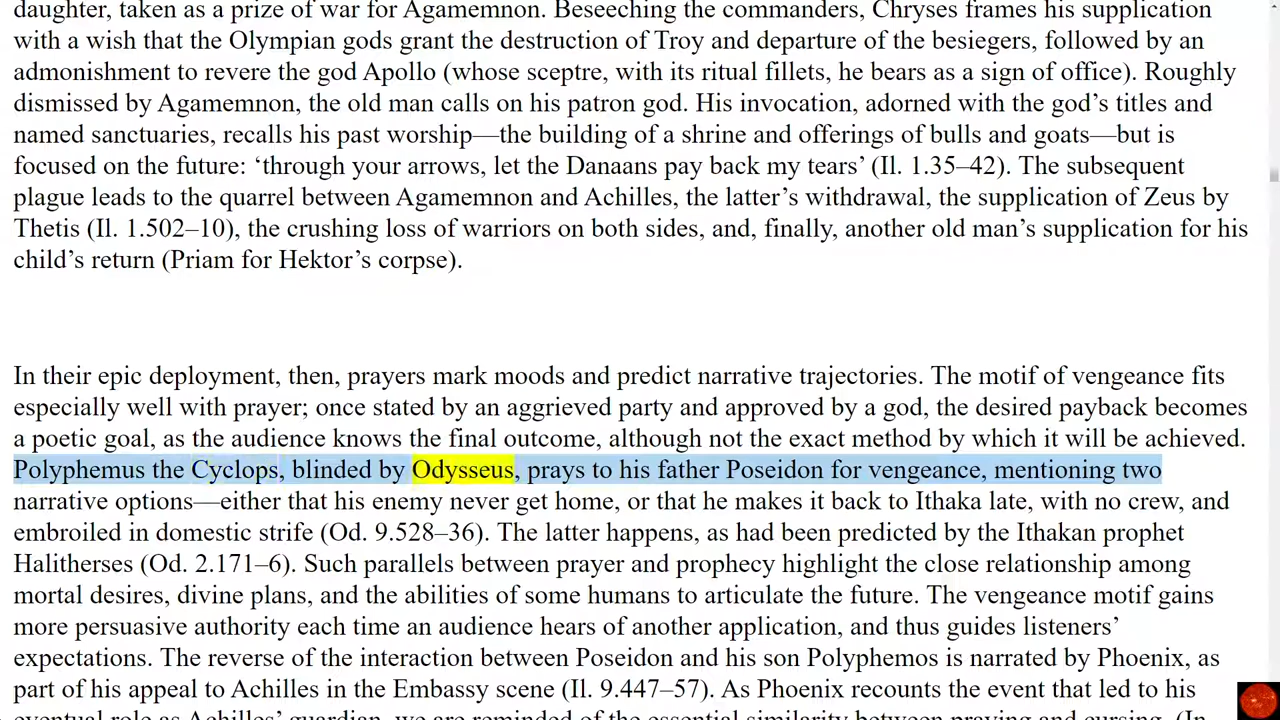 daughter, taken as a prize of war for Agamemnon. Beseeching the commanders, Chryses frames his supplication
with a wish that the Olympian gods grant the destruction of Troy and departure of the besiegers, followed by an
admonishment to revere the god Apollo (whose sceptre, with its ritual fillets, he bears as a sign of office). Roughly
dismissed by Agamemnon, the old man calls on his patron god. His invocation, adorned with the god’s titles and
named sanctuaries, recalls his past worship—the building of a shrine and offerings of bulls and goats—but is
focused on the future: ‘through your arrows, let the Danaans pay back my tears’ (Il. 1.35–42). The subsequent
plague leads to the quarrel between Agamemnon and Achilles, the latter’s withdrawal, the supplication of Zeus by
Thetis (Il. 1.502–10), the crushing loss of warriors on both sides, and, finally, another old man’s supplication for his
child’s return (Priam for Hektor’s corpse).
In their epic deployment, then, prayers mark moods and predict narrative trajectories. The motif of vengeance fits
especially well with prayer; once stated by an aggrieved party and approved by a god, the desired payback becomes
a poetic goal, as the audience knows the final outcome, although not the exact method by which it will be achieved.
Polyphemus the Cyclops, blinded by Odysseus, prays to his father Poseidon for vengeance, mentioning two
narrative options—either that his enemy never get home, or that he makes it back to Ithaka late, with no crew, and
embroiled in domestic strife (Od. 9.528–36). The latter happens, as had been predicted by the Ithakan prophet
Halitherses (Od. 2.171–6). Such parallels between prayer and prophecy highlight the close relationship among
mortal desires, divine plans, and the abilities of some humans to articulate the future. The vengeance motif gains
more persuasive authority each time an audience hears of another application, and thus guides listeners’
expectations. The reverse of the interaction between Poseidon and his son Polyphemos is narrated by Phoenix, as
part of his appeal to Achilles in the Embassy scene (Il. 9.447–57). As Phoenix recounts the event that led to his
eventual role as Achilles’ guardian, we are reminded of the essential similarity between praying and cursing. (In